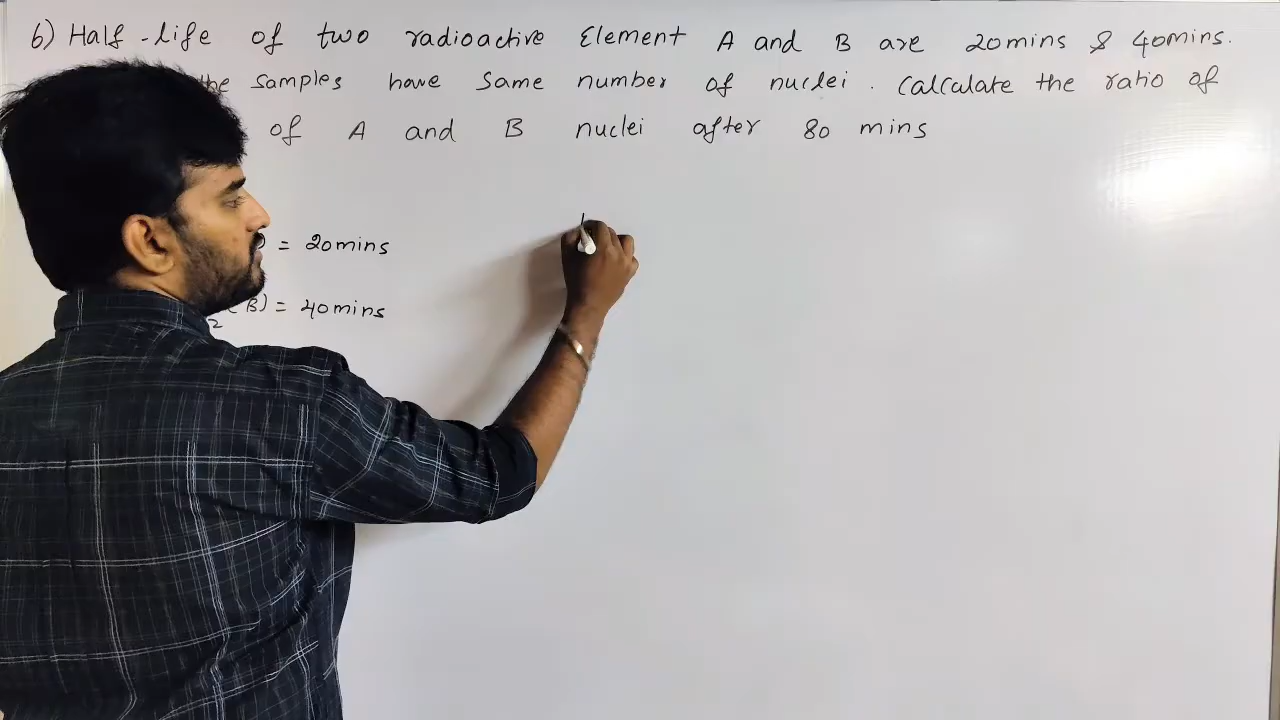 6) Half-life of two radioactive Element A and B are 20mins & 40mins.
the samples have same number of nuclei. Calculate the ratio of
of A and B nuclei after 80 mins
= 20mins
2 (B) = 40mins